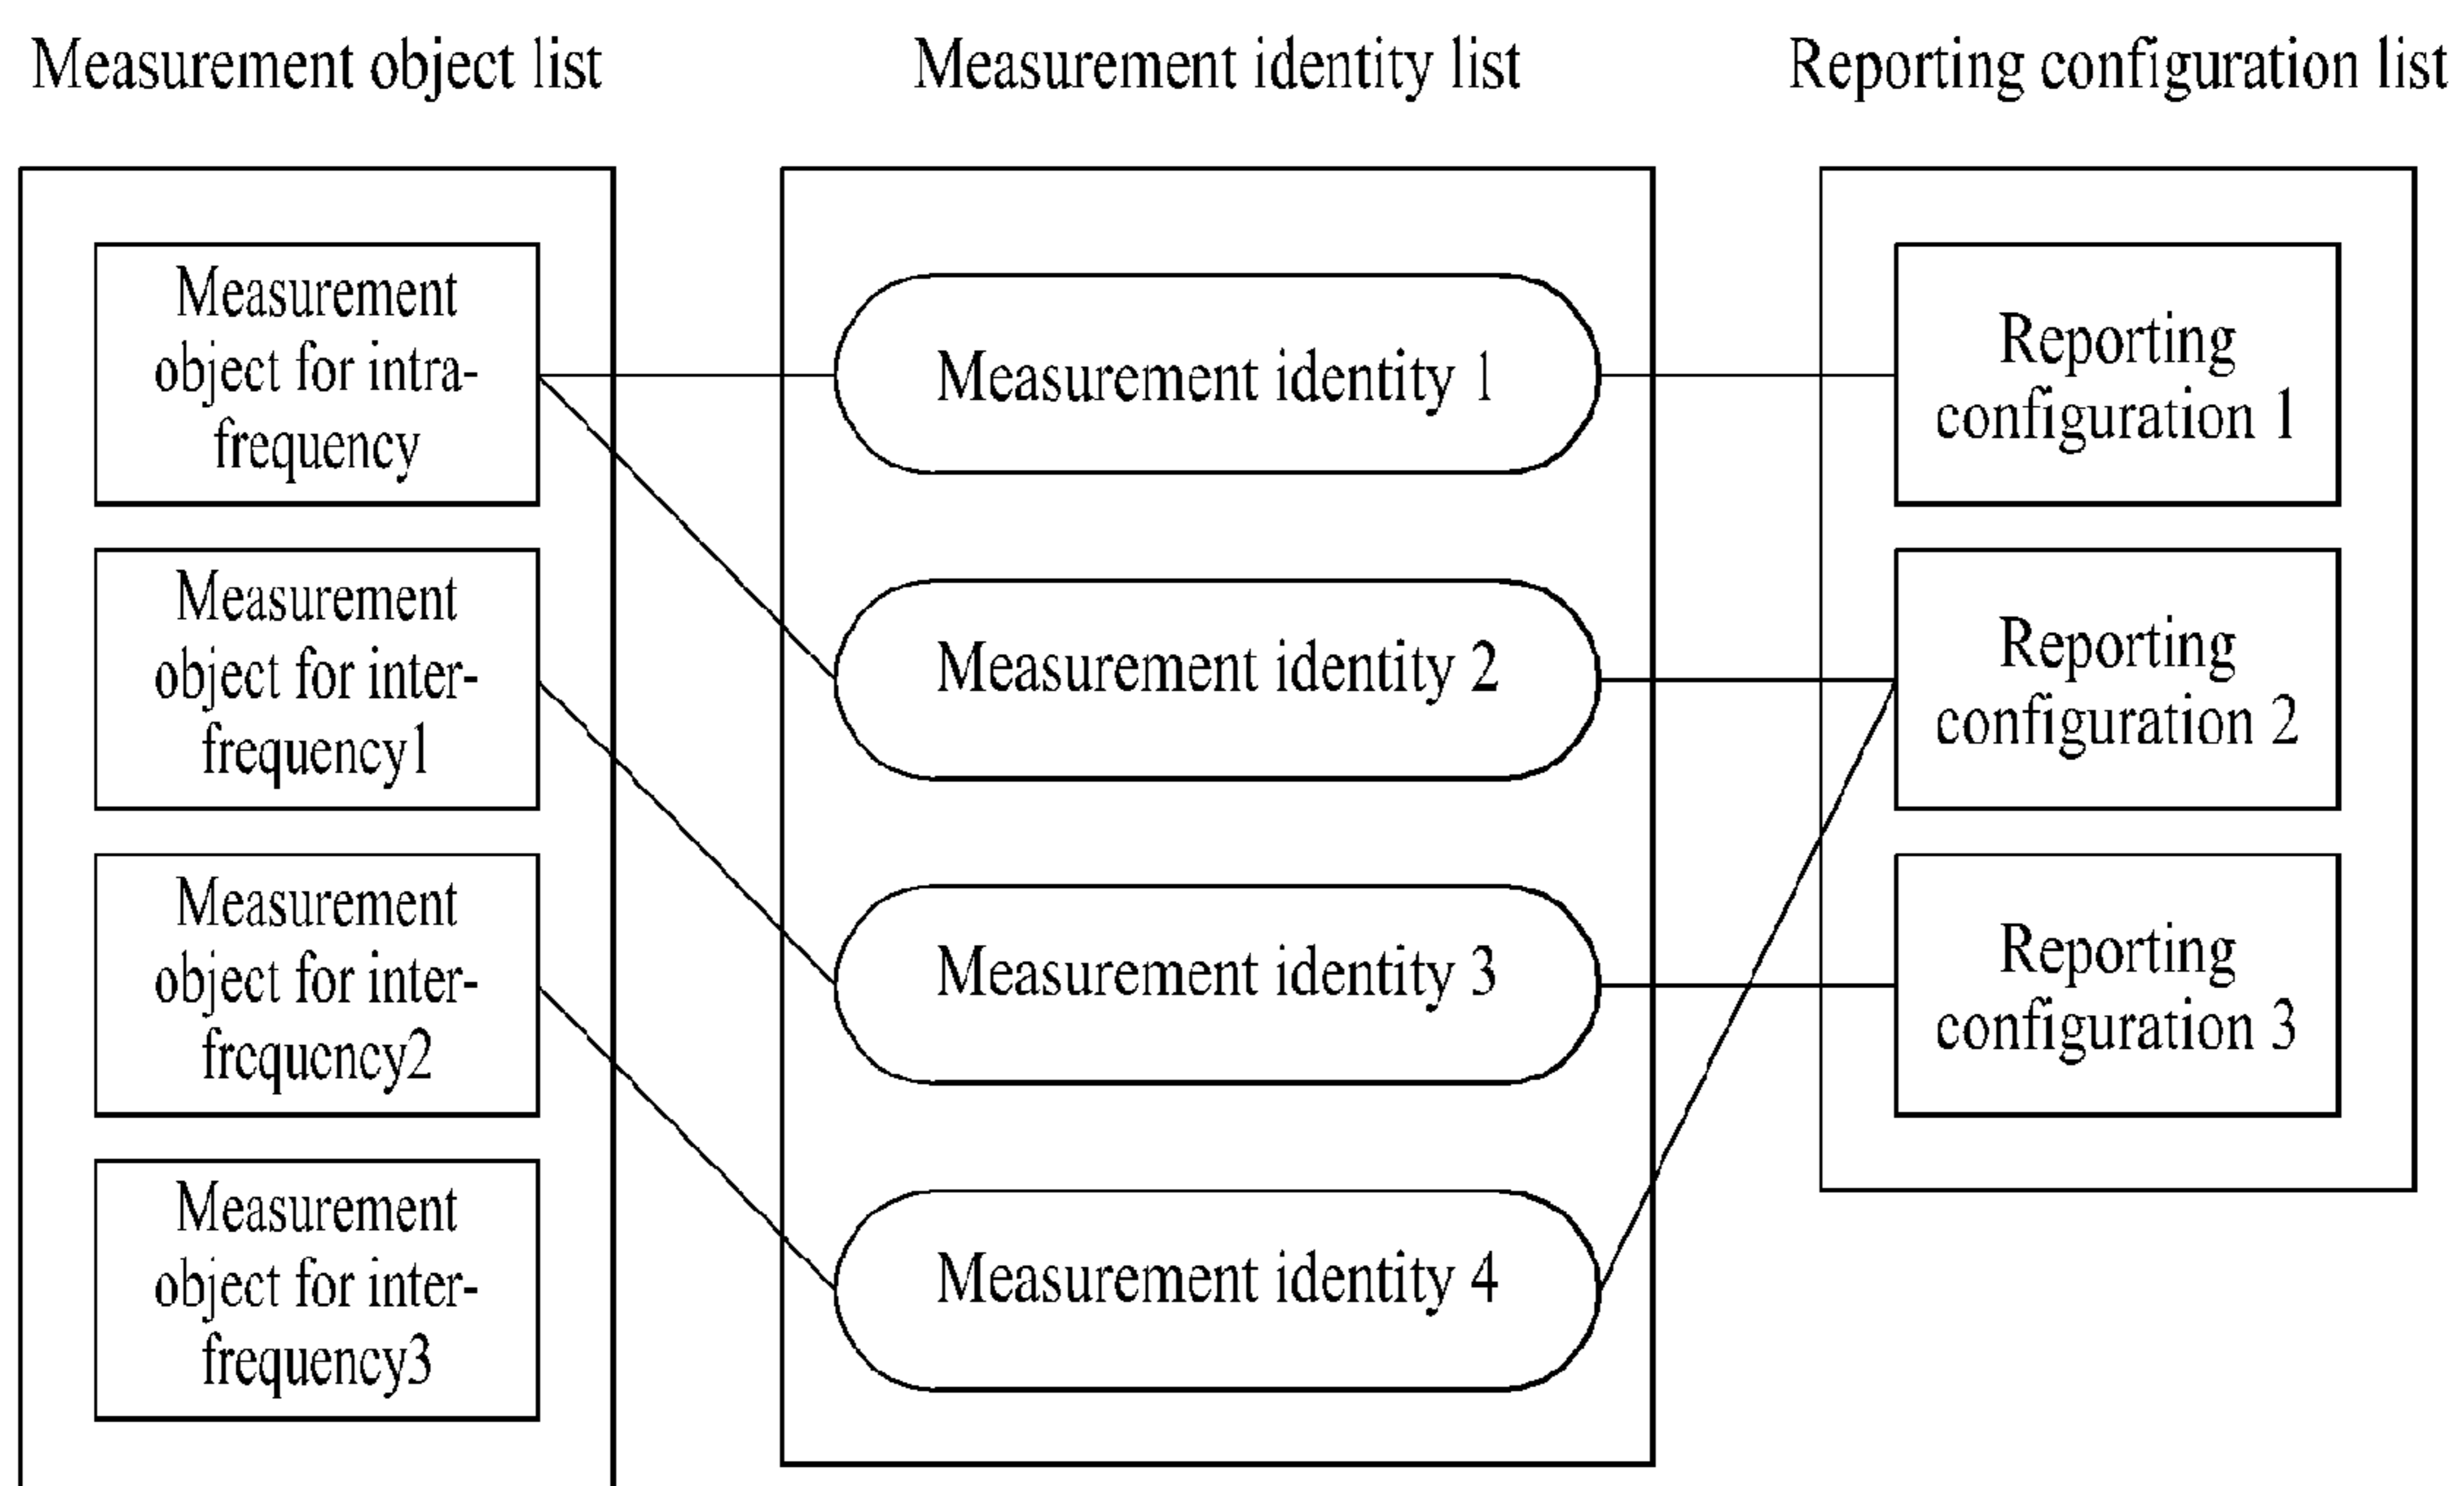 Measurement object list
Measurement identity list
Reporting configuration list
Measurement
object for intra-
frequency
Measurement
object for inter-
frequency1
Measurement
object for inter-
frequency2
Measurement
object for inter-
frequency3
Measurement identity 1
Measurement identity 2
Measurement identity 3
Measurement identity 4
Reporting
configuration 1
Reporting
configuration 2
Reporting
configuration 3